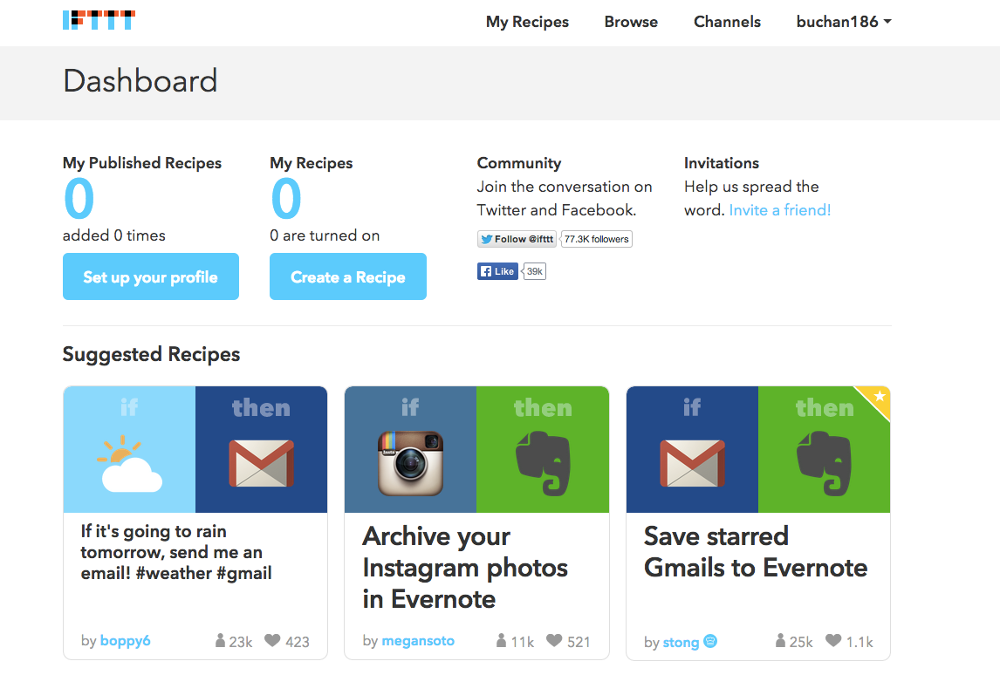 IFTTT
My Recipes Browse Channels buchan186
Dashboard
My Published Recipes
0
added 0 times
Set up your profile
My Recipes
0
0 are turned on
Create a Recipe
Community
Join the conversation on
Twitter and Facebook.
Follow @ifttt 77.3K followers
Like 39k
Invitations
Help us spread the
word. Invite a friend!
Suggested Recipes
if then
If it's going to rain
tomorrow, send me an
email! #weather #gmail
by boppy6 23k 423
if then
Insta
Archive your
Instagram photos
in Evernote
by megansoto 11k 521
if then
Save starred
Gmails to Evernote
by stong 25k 1.1k